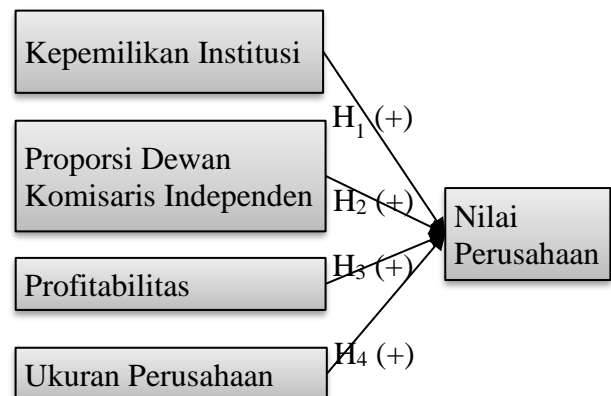 Kepemilikan Institusi
H₁ (+)
Proporsi Dewan
Komisaris Independen
H₂ (+)
Nilai
Perusahaan
Profitabilitas
H₃ (+)
Ukuran Perusahaan
H₄ (+)